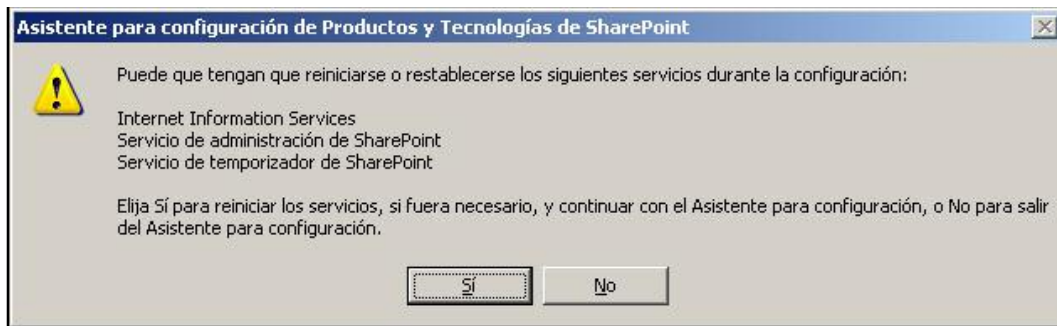 Asistente para configuración de Productos y Tecnologías de SharePoint
Puede que tengan que reiniciarse o restablecerse los siguientes servicios durante la configuración:
Internet Information Services
Servicio de administración de SharePoint
Servicio de temporizador de SharePoint
Elija Sí para reiniciar los servicios, si fuera necesario, y continuar con el Asistente para configuración, o No para salir
del Asistente para configuración.
Sí No